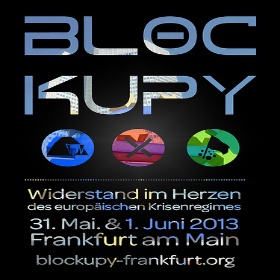 BLOC
KUPY
Widerstand im Herzen
des europäischen Krisenregimes
31. Mai. & 1. Juni 2013
Frankfurt am Main
blockupy-frankfurt.org